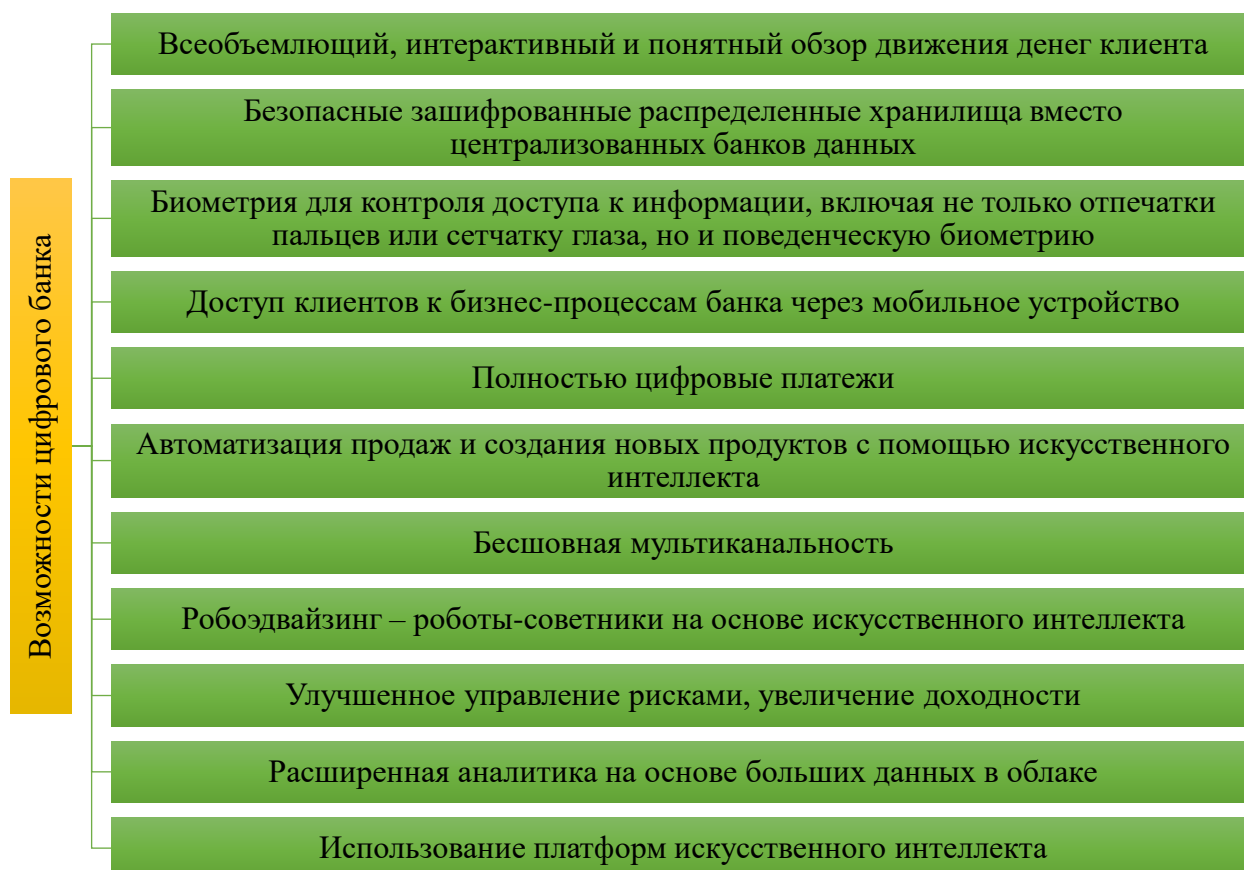 Возможности цифрового банка
Всеобъемлющий, интерактивный и понятный обзор движения денег клиента
Безопасные зашифрованные распределенные хранилища вместо
централизованных банков данных
Биометрия для контроля доступа к информации, включая не только отпечатки
пальцев или сетчатку глаза, но и поведенческую биометрию
Доступ клиентов к бизнес-процессам банка через мобильное устройство
Полностью цифровые платежи
Автоматизация продаж и создания новых продуктов с помощью искусственного
интеллекта
Бесшовная мультиканальность
Робоэдвайзинг – роботы-советники на основе искусственного интеллекта
Улучшенное управление рисками, увеличение доходности
Расширенная аналитика на основе больших данных в облаке
Использование платформ искусственного интеллекта